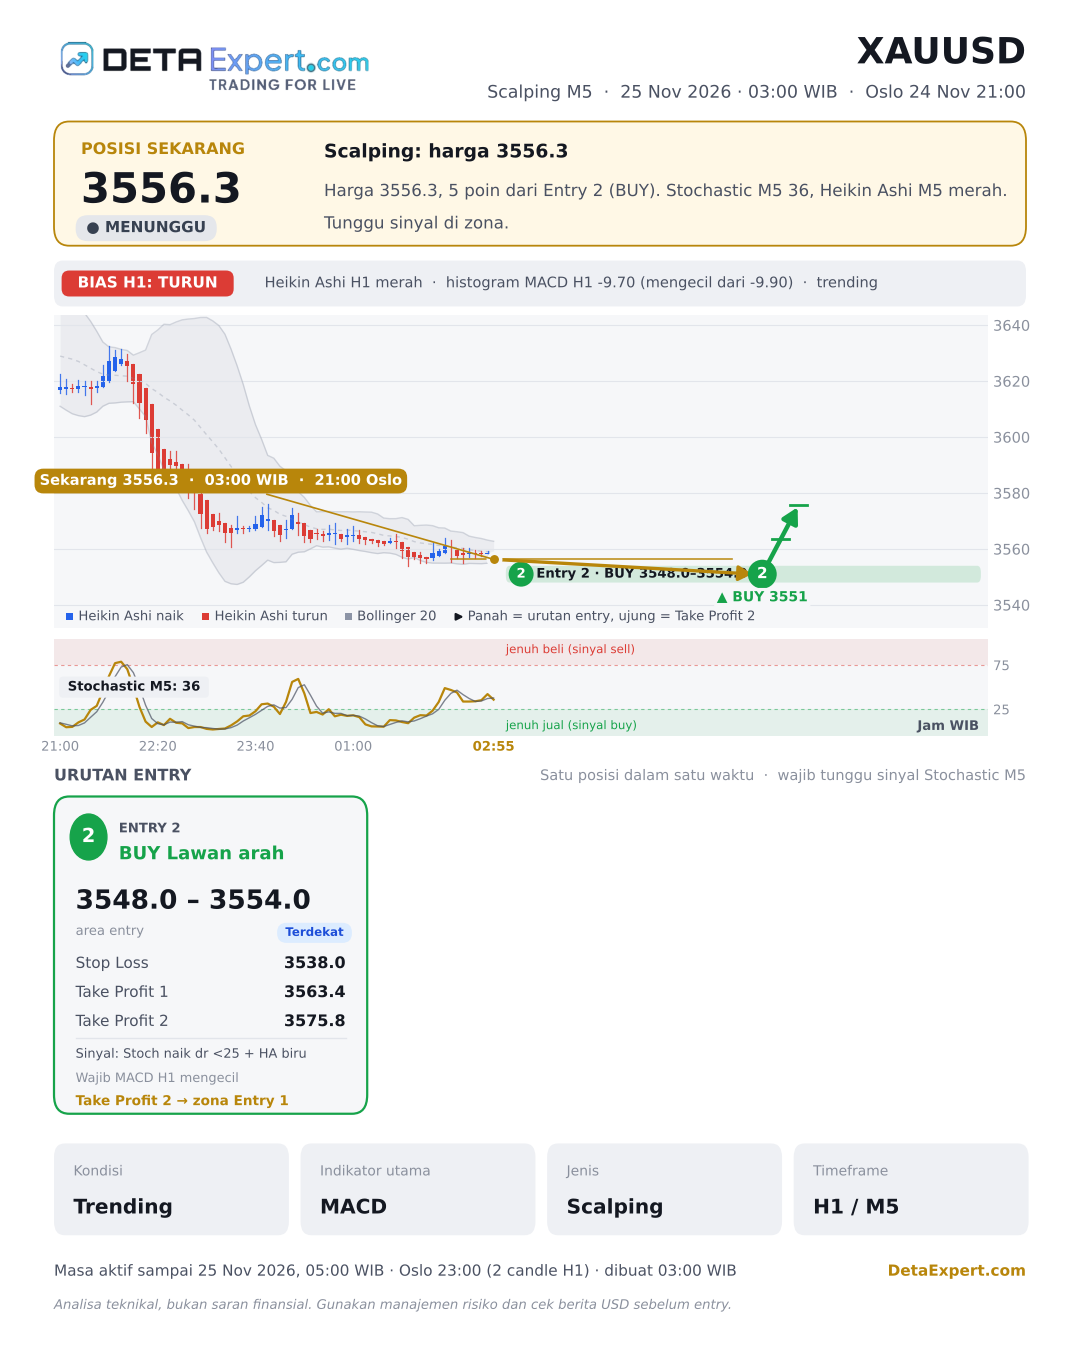 DETA Expert.com
TRADING FOR LIVE
XAUUSD
Scalping M5 · 25 Nov 2026 · 03:00 WIB · Oslo 24 Nov 21:00
POSISI SEKARANG
3556.3
● MENUNGGU
Scalping: harga 3556.3
Harga 3556.3, 5 poin dari Entry 2 (BUY). Stochastic M5 36, Heikin Ashi M5 merah.
Tunggu sinyal di zona.
BIAS H1: TURUN
Heikin Ashi H1 merah · histogram MACD H1 -9.70 (mengecil dari -9.90) · trending
3640
3620
3600
3580
3560
3540
Sekarang 3556.3 · 03:00 WIB · 21:00 Oslo
2 Entry 2 · BUY 3548.0–3554.
2
▲ BUY 3551
Heikin Ashi naik
Heikin Ashi turun
Bollinger 20
Panah = urutan entry, ujung = Take Profit 2
jenuh beli (sinyal sell)
75
Stochastic M5: 36
25
jenuh jual (sinyal buy)
Jam WIB
21:00 22:20 23:40 01:00 02:55
URUTAN ENTRY
Satu posisi dalam satu waktu · wajib tunggu sinyal Stochastic M5
2
ENTRY 2
BUY Lawan arah
3548.0 – 3554.0
area entry
Terdekat
Stop Loss 3538.0
Take Profit 1 3563.4
Take Profit 2 3575.8
Sinyal: Stoch naik dr <25 + HA biru
Wajib MACD H1 mengecil
Take Profit 2 → zona Entry 1
Kondisi
Trending
Indikator utama
MACD
Jenis
Scalping
Timeframe
H1 / M5
Masa aktif sampai 25 Nov 2026, 05:00 WIB · Oslo 23:00 (2 candle H1) · dibuat 03:00 WIB
DetaExpert.com
Analisa teknikal, bukan saran finansial. Gunakan manajemen risiko dan cek berita USD sebelum entry.